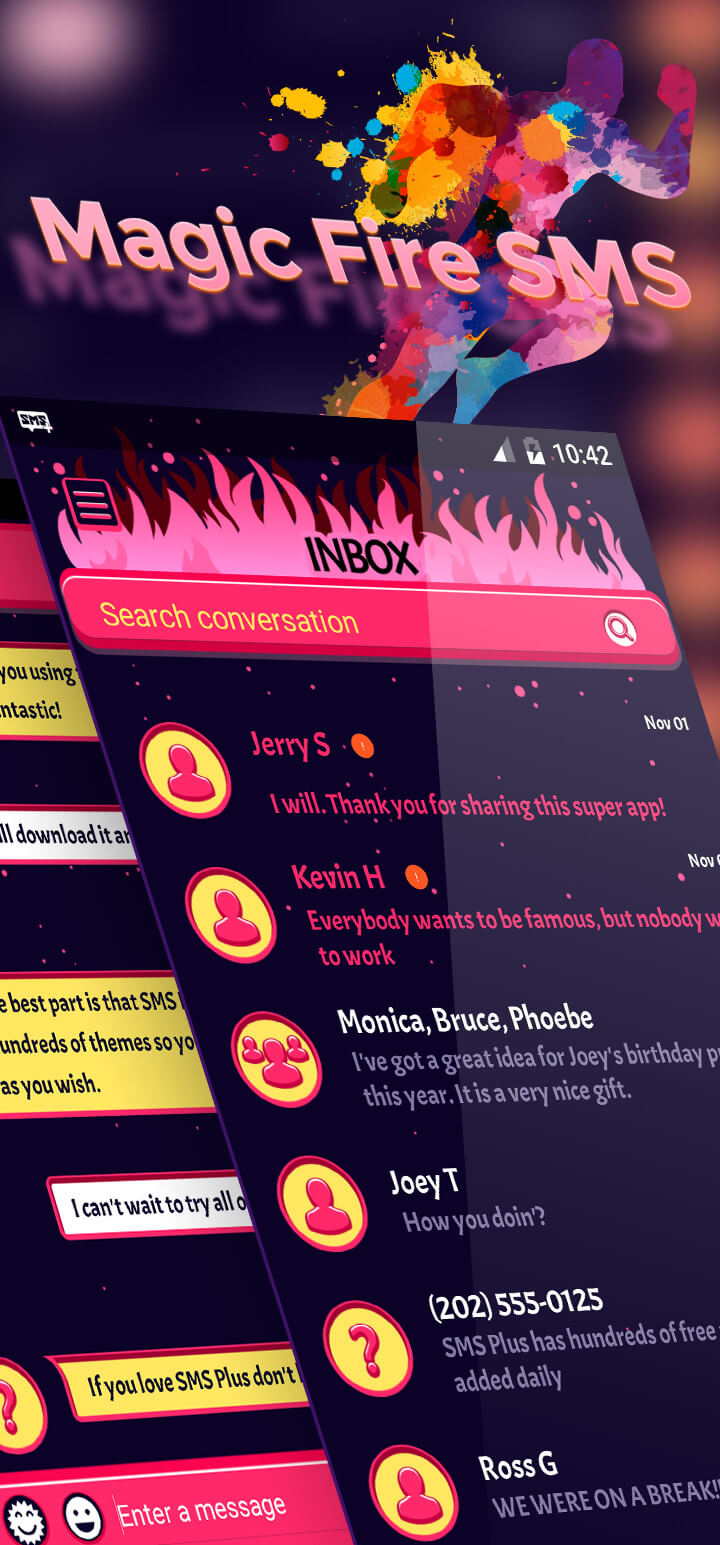 Magic Fire SMS
SMS
10:42
INBOX
Search conversation
Nov 01
Jerry S
!
I will. Thank you for sharing this super app!
Nov
Kevin H
!
Everybody wants to be famous, but nobody w
to work
Monica, Bruce, Phoebe
I've got a great idea for Joey's birthday pr
this year. It is a very nice gift.
Joey T
How you doin'?
(202) 555-0125
SMS Plus has hundreds of free
added daily
Ross G
WE WERE ON A BREAK!
you using
ntastic!
ll download it an
e best part is that SMS
undreds of themes so yo
as you wish.
I can't wait to try all o
?
If you love SMS Plus don't
Enter a message